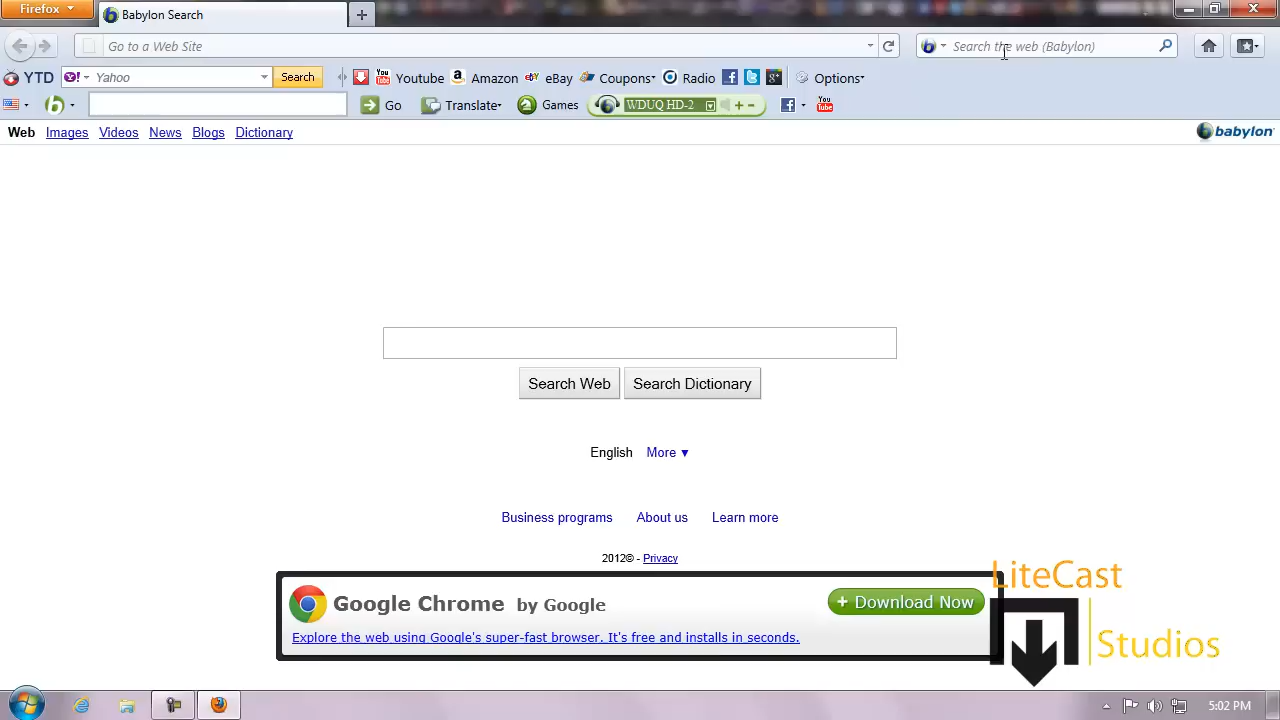 Firefox
Babylon Search
Go to a Web Site
Search the web (Babylon)
YTD
Y!
Yahoo
Search
Youtube
Amazon
eBay
Coupons
Radio
Options
b
Go
Translate
Games
WDUQ HD-2
Web Images Videos News Blogs Dictionary
babylon
Search Web
Search Dictionary
English More ▼
Business programs About us Learn more
2012© - Privacy
Google Chrome by Google
+ Download Now
Explore the web using Google's super-fast browser. It's free and installs in seconds.
LiteCast
Studios
5:02 PM